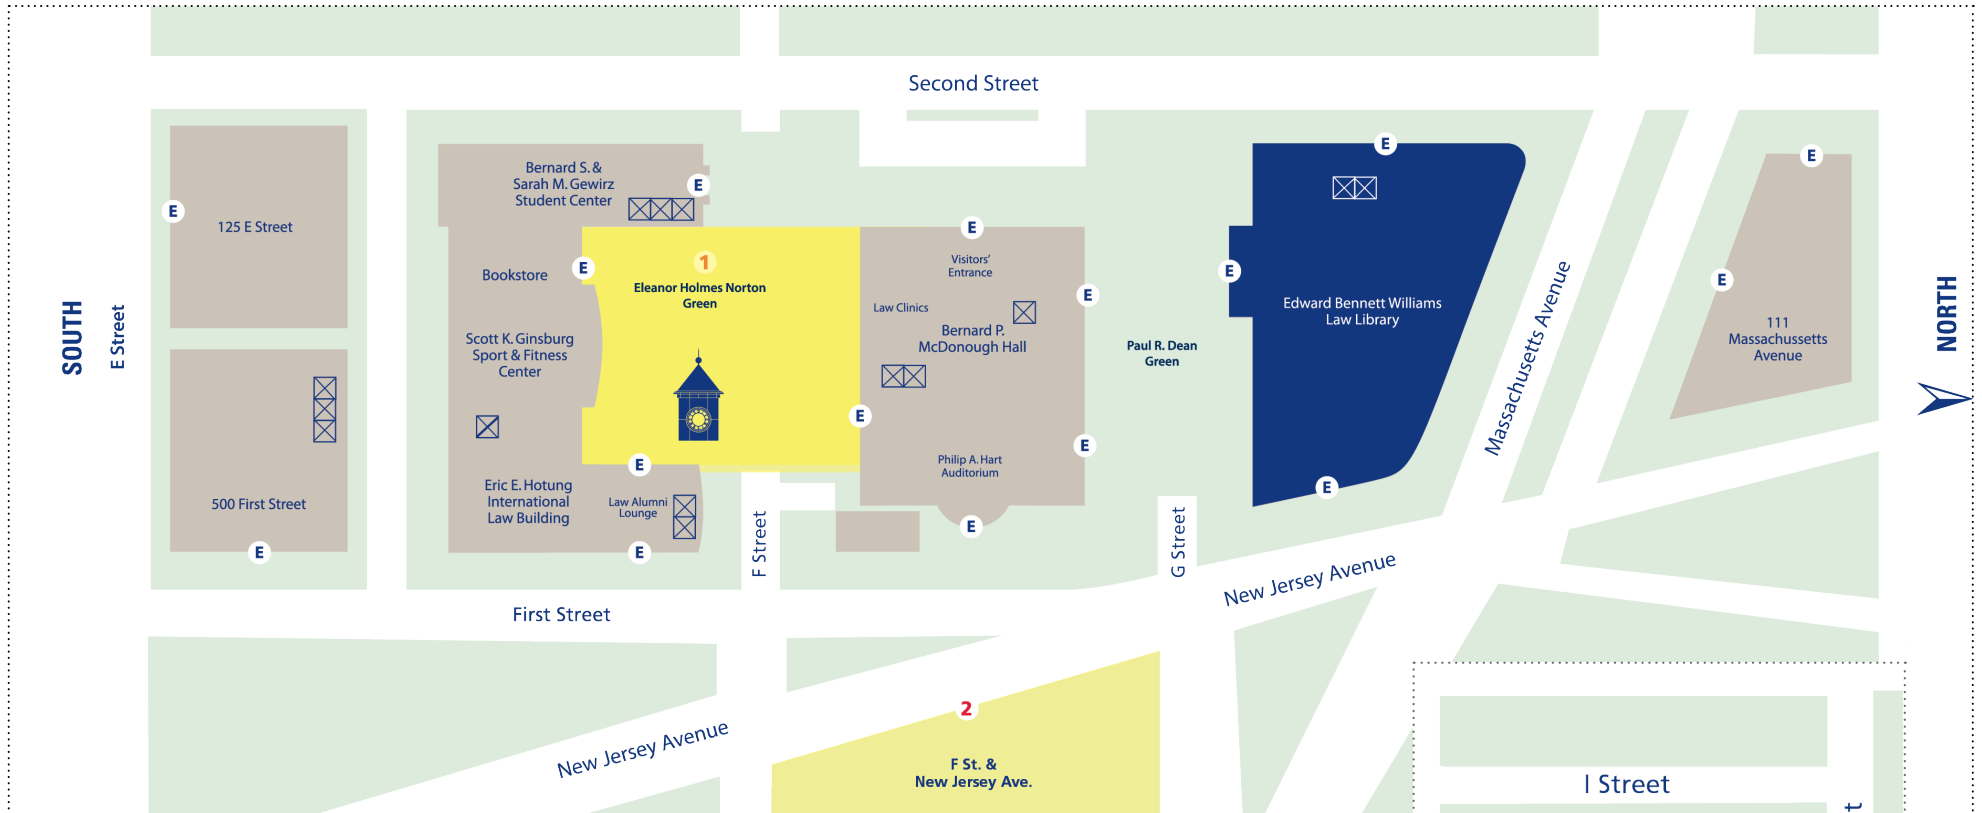 Second Street
SOUTH
E Street
E
125 E Street
500 First Street
E
Bernard S. &
Sarah M. Gewirz
Student Center
E
Bookstore
E
Scott K. Ginsburg
Sport & Fitness
Center
Eric E. Hotung
International
Law Building
E
Law Alumni
Lounge
E
1
Eleanor Holmes Norton
Green
E
Visitors'
Entrance
Law Clinics
Bernard P.
McDonough Hall
E
E
E
Philip A. Hart
Auditorium
E
Paul R. Dean
Green
E
E
Edward Bennett Williams
Law Library
E
Massachusetts Avenue
E
E
111
Massachussetts
Avenue
NORTH
F Street
G Street
First Street
New Jersey Avenue
New Jersey Avenue
2
F St. &
New Jersey Ave.
I Street
t